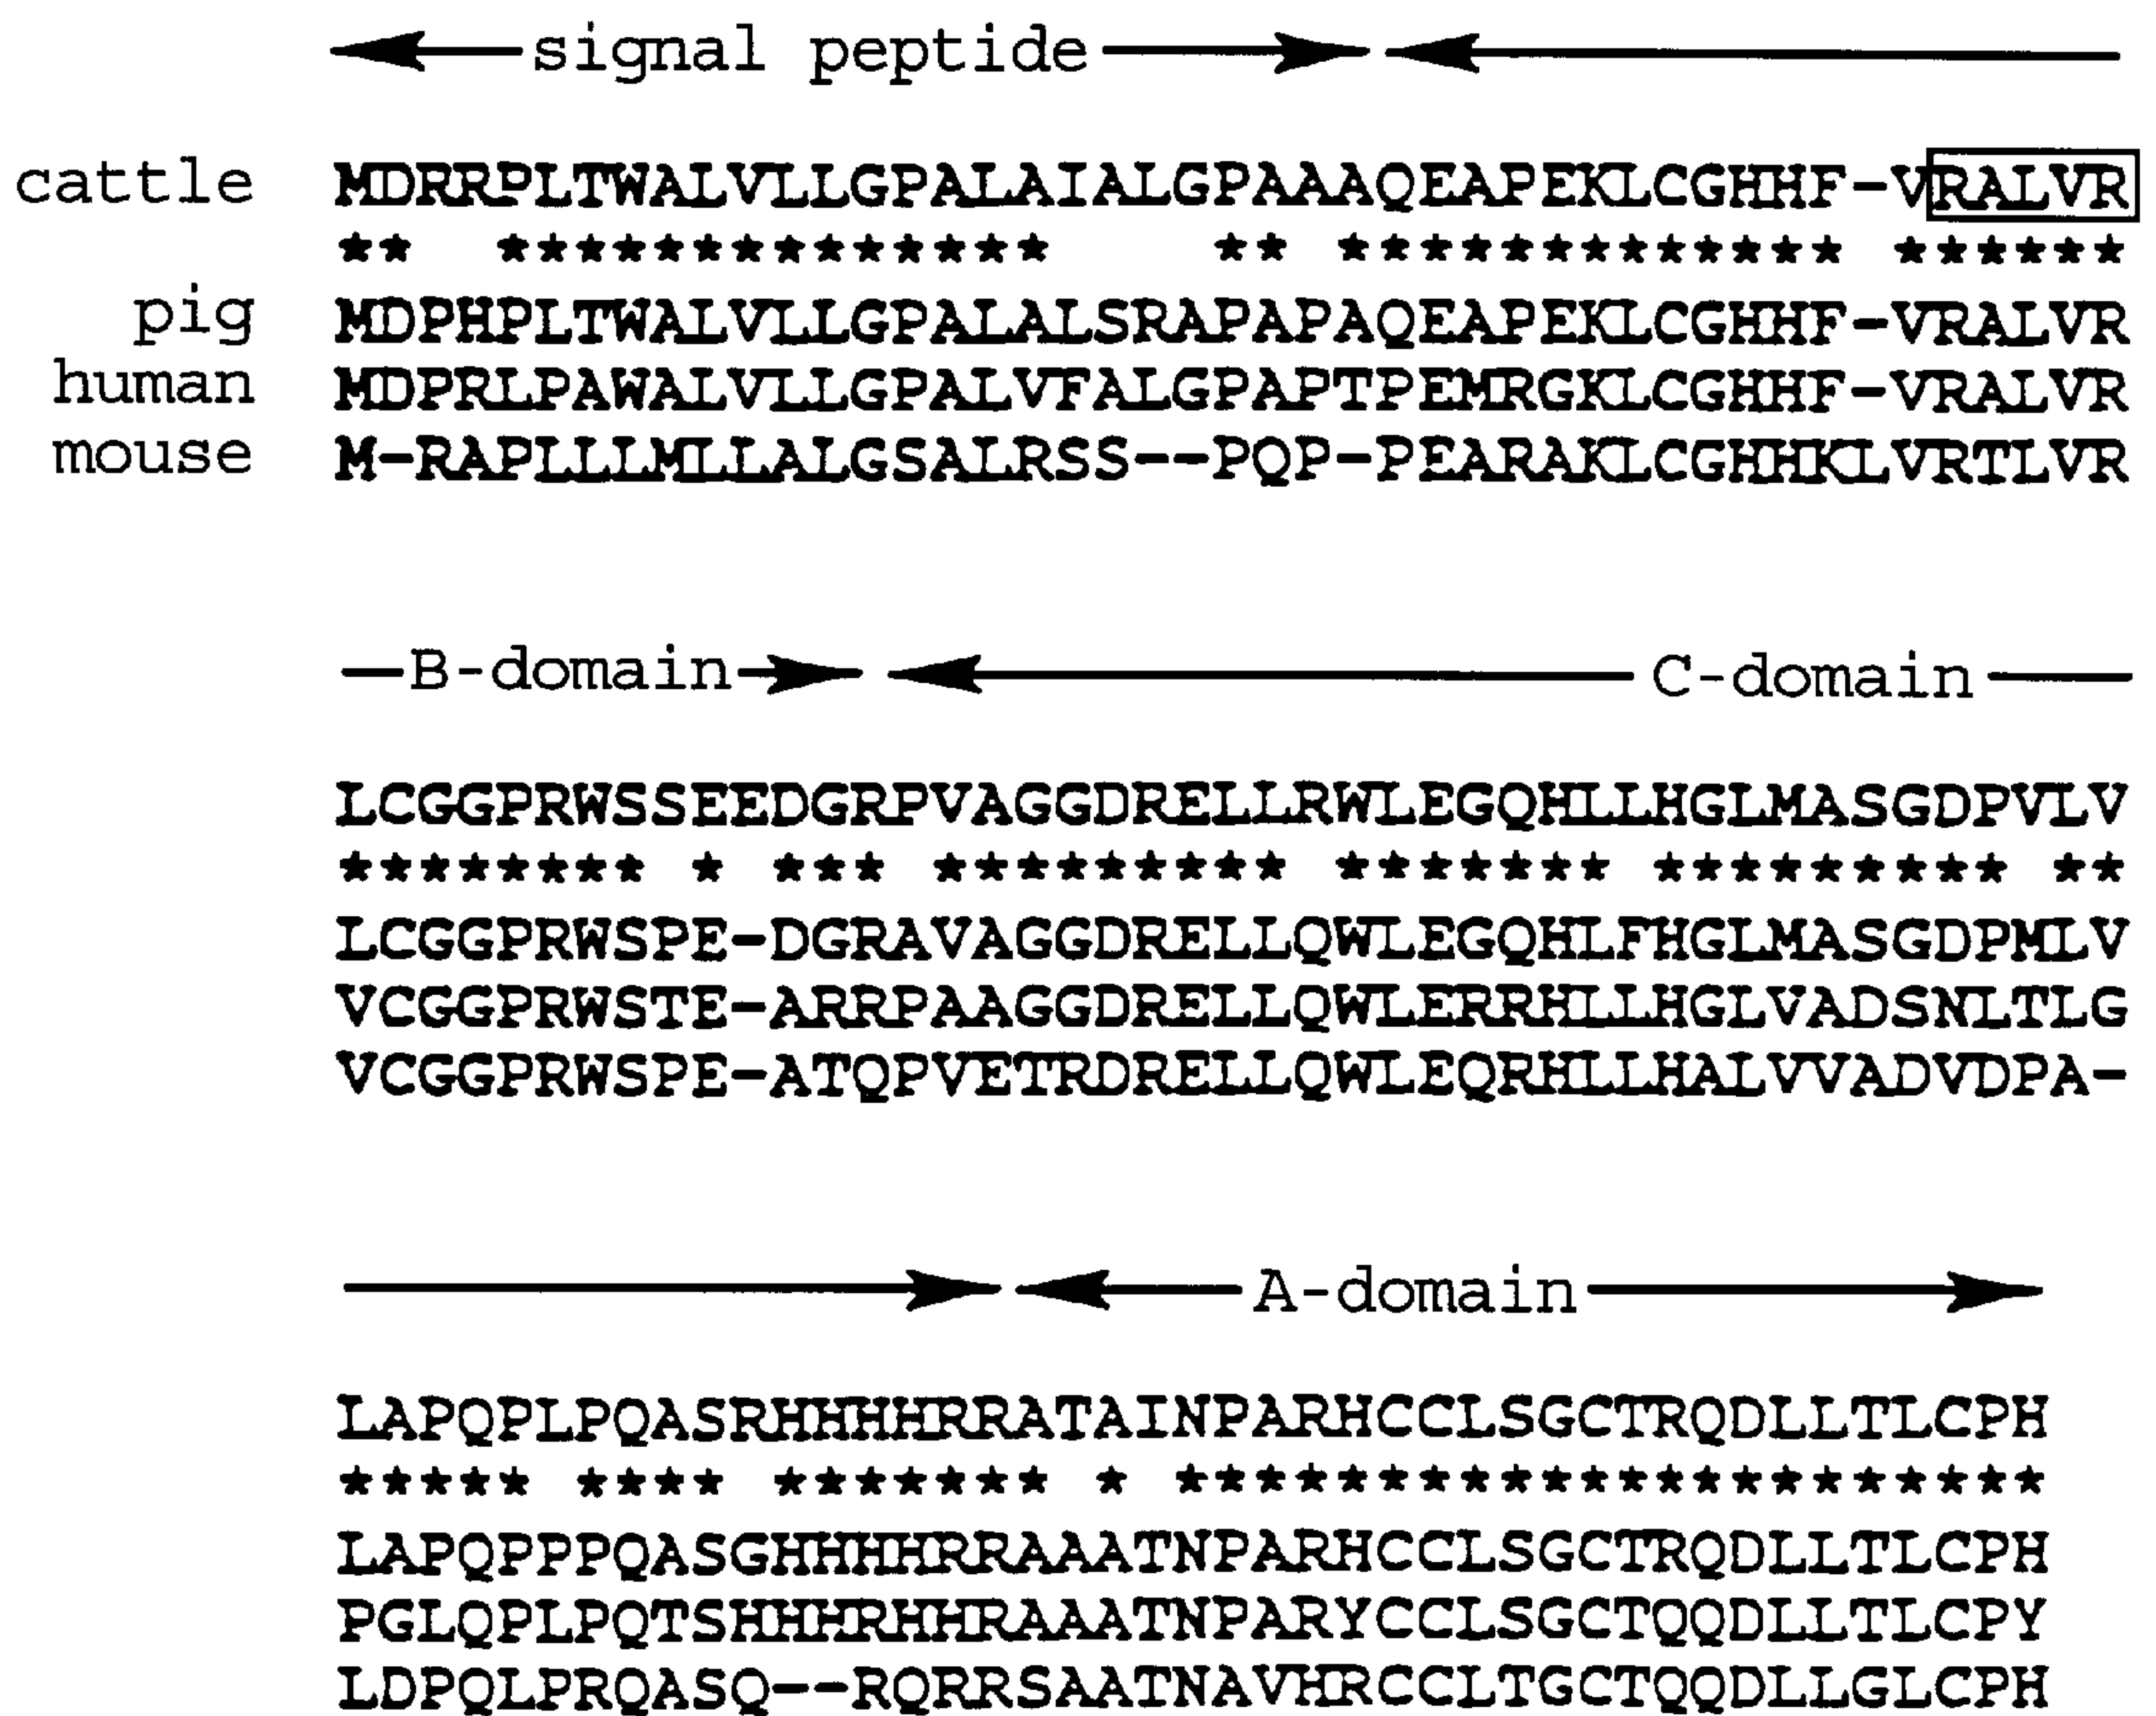 signal peptide
cattle MDRRPLTWALVLLGPALAIALGPAAAQEAPEKLCGHHF-VRALVR
** ************** ** ************* ******
pig MDPHPLTWALVLLGPALALSRAPAPAQEAPEKLCGHHF-VRALVR
human MDPRLPAWALVLLGPALVFALGPAPTPEMRGKLCGHHF-VRALVR
mouse M-RAPLLLMLLALGSALRSS--PQP-PEARAKLCGHHKLVRTLVR
B-domain C-domain
LCGGPRWSSEEDGRPVAGGDRELLRWLEGQHLLHGLMASGDPVLV
******** * *** ********* ******* ********* **
LCGGPRWSPE-DGRAVAGGDRELLQWLEGQHLFHGLMASGDPMLV
VCGGPRWSTE-ARRPAAGGDRELLQWLERRHLLHGLVADSNLTLG
VCGGPRWSPE-ATQPVETRDRELLQWLEQRHLLHALVVADVDPA-
A-domain
LAPQPLPQASRHHHHRRATAINPARHCCLSGCTRQDLLTLCPH
***** **** ******* * **********************
LAPQPPPQASGHHHHRRAAATNPARHCCLSGCTRQDLLTLCPH
PGLQPLPQTSHHHRHHRAAATNPARYCCLSGCTQQDLLTLCPY
LDPQLPRQASQ--RQRRSAATNAVHRCCLTGCTQQDLLGLCPH